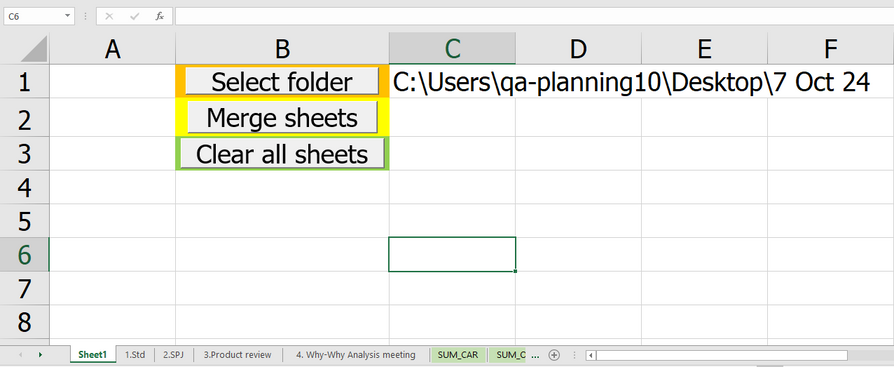 C6 fx
A B C D E F
1 Select folder C:\Users\qa-planning10\Desktop\7 Oct 24
2 Merge sheets
3 Clear all sheets
4
5
6
7
8
Sheet1 1.Std 2.SPJ 3.Product review 4. Why-Why Analysis meeting SUM_CAR SUM_C ...